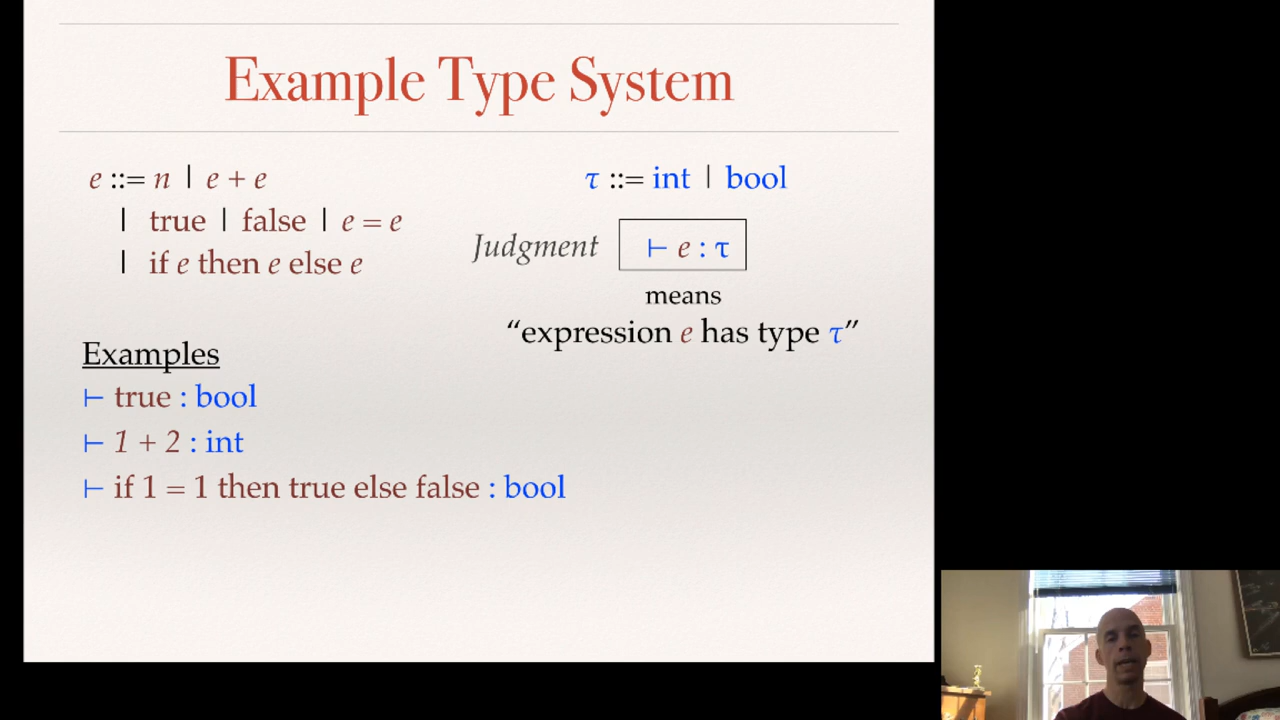 Example Type System
e ::= n | e + e
| true | false | e = e
| if e then e else e
τ ::= int | bool
Judgment ⊢ e : τ
means
“expression e has type τ”
Examples
⊢ true : bool
⊢ 1 + 2 : int
⊢ if 1 = 1 then true else false : bool